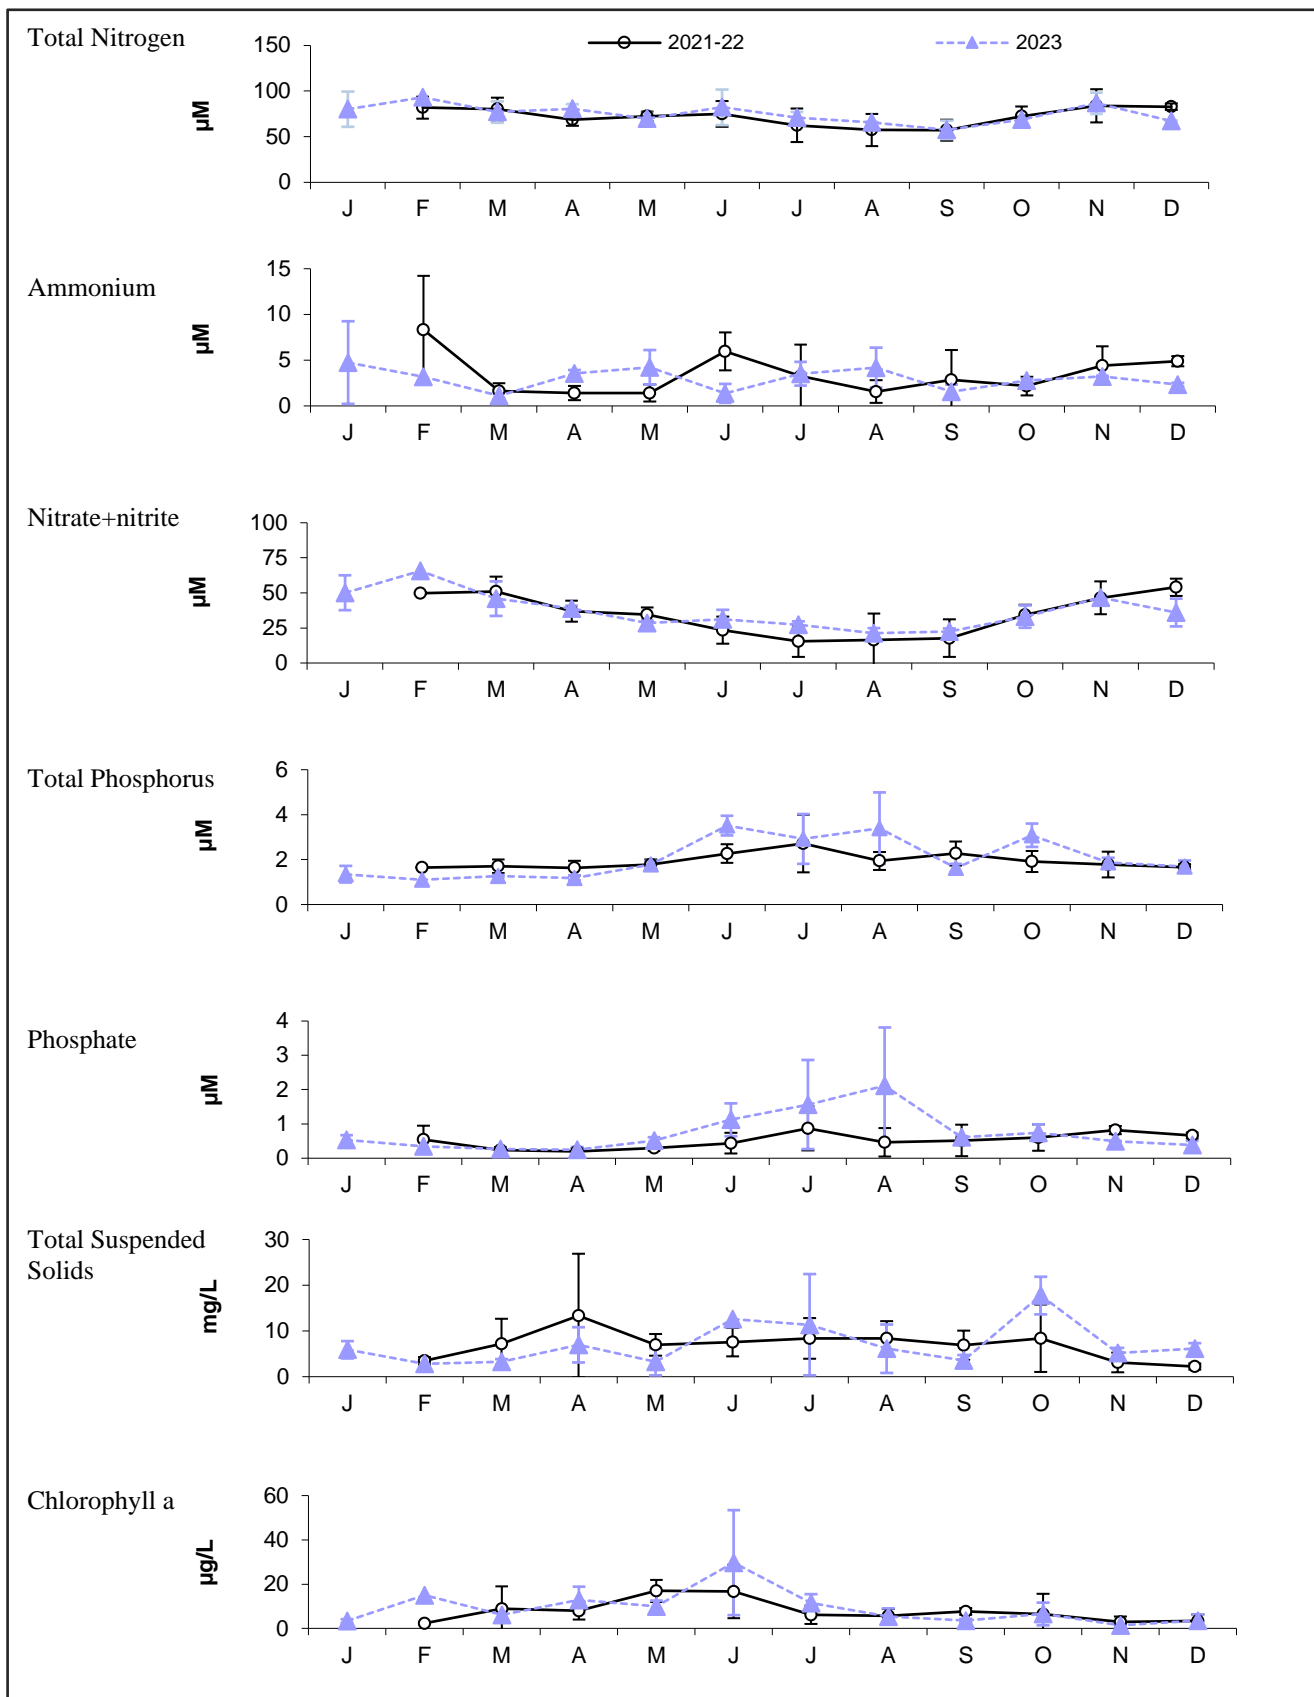 Total Nitrogen
2021-22
2023
150
100
50
0
µM
J F M A M J J A S O N D
Ammonium
15
10
5
0
µM
J F M A M J J A S O N D
Nitrate+nitrite
100
75
50
25
0
µM
J F M A M J J A S O N D
Total Phosphorus
6
4
2
0
µM
J F M A M J J A S O N D
Phosphate
4
3
2
1
0
µM
J F M A M J J A S O N D
Total Suspended
Solids
30
20
10
0
mg/L
J F M A M J J A S O N D
Chlorophyll a
60
40
20
0
µg/L
J F M A M J J A S O N D